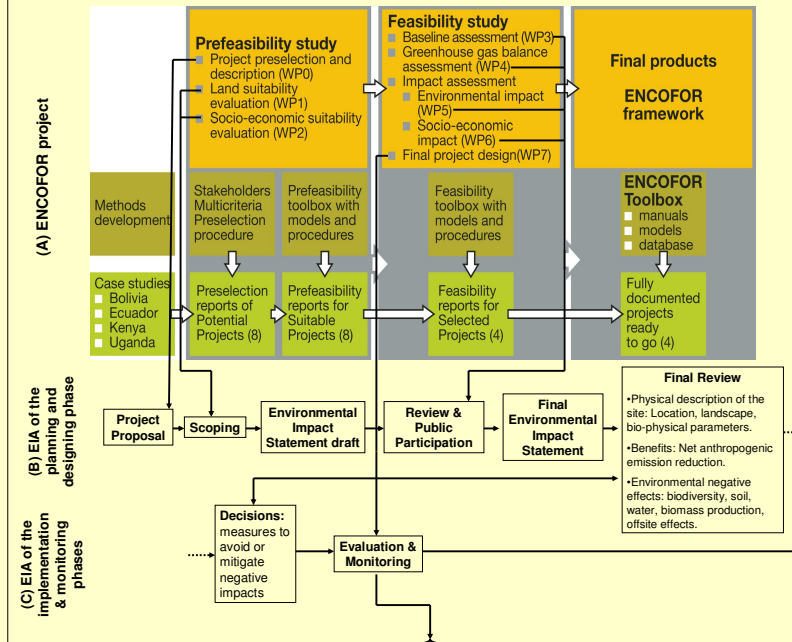 (A) ENCOFOR project
Prefeasibility study
Project preselection and
description (WP0)
Land suitability
evaluation (WP1)
Socio-economic suitability
evaluation (WP2)
Feasibility study
Baseline assessment (WP3)
Greenhouse gas balance
assessment (WP4)
Impact assessment
Environmental impact
(WP5)
Socio-economic
impact (WP6)
Final project design(WP7)
Final products
ENCOFOR
framework
Methods
development
Stakeholders
Multicriteria
Preselection
procedure
Prefeasibility
toolbox with
models and
procedures
Feasibility
toolbox with
models and
procedures
ENCOFOR
Toolbox
manuals
models
database
Case studies
Bolivia
Ecuador
Kenya
Uganda
Preselection
reports of
Potential
Projects (8)
Prefeasibility
reports for
Suitable
Projects (8)
Feasibility
reports for
Selected
Projects (4)
Fully
documented
projects
ready
to go (4)
(B) EIA of the
planning and
designing phase
Project
Proposal
Scoping
Environmental
Impact
Statement draft
Review &
Public
Participation
Final
Environmental
Impact
Statement
Final Review
•Physical description of the
site: Location, landscape,
bio-physical parameters.
•Benefits: Net anthropogenic
emission reduction.
•Environmental negative
effects: biodiversity, soil,
water, biomass production,
offsite effects.
(C) EIA of the
implementation
& monitoring
phases
Decisions:
measures to
avoid or
mitigate
negative
impacts
Evaluation &
Monitoring